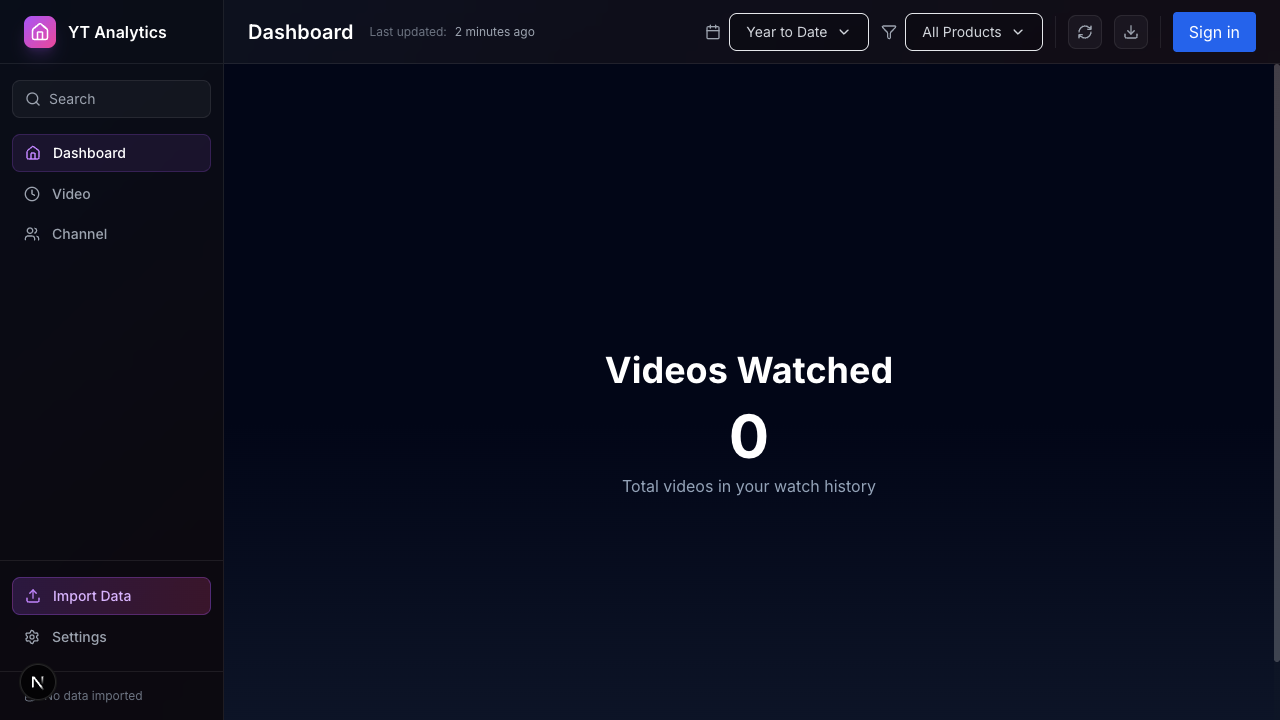 YT Analytics
Dashboard
Last updated: 2 minutes ago
Year to Date
All Products
Sign in
Search
Dashboard
Video
Channel
Videos Watched
0
Total videos in your watch history
Import Data
Settings
N
data imported